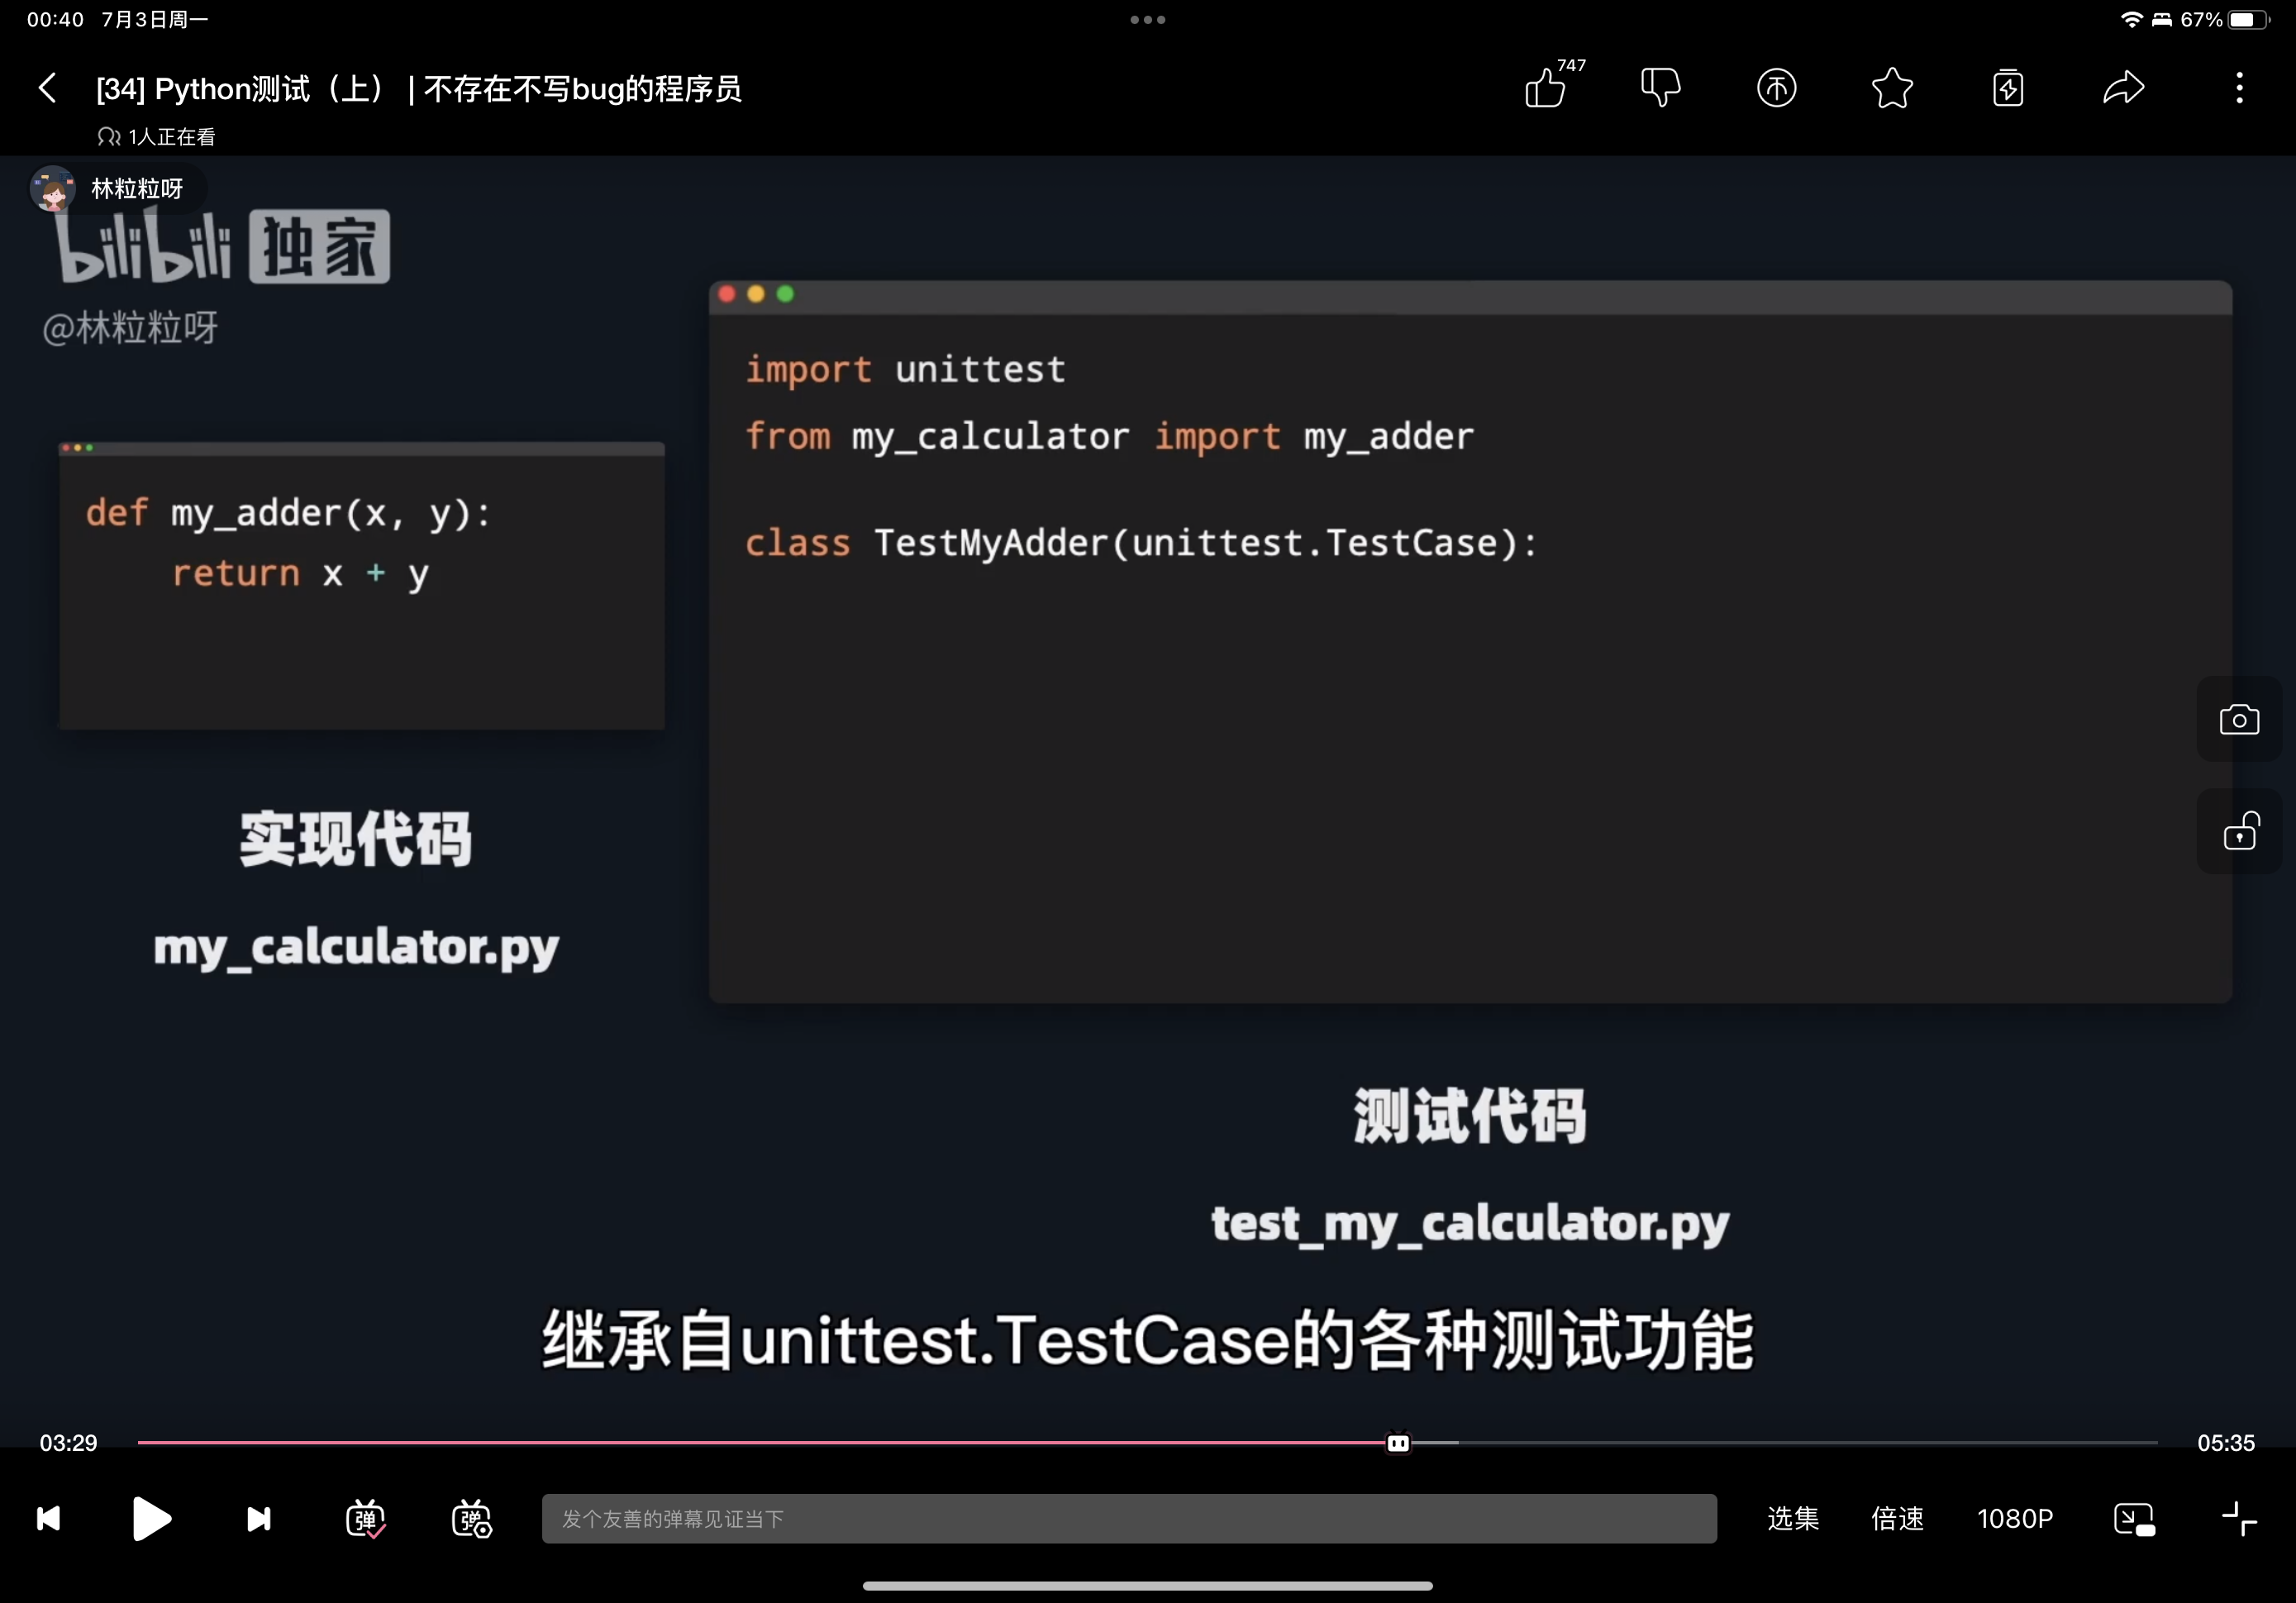 00:40 7月3日周一
67%
[34] Python测试（上） | 不存在不写bug的程序员
747
1人正在看
林粒粒呀
bilibili 独家
@林粒粒呀
def my_adder(x, y):
    return x + y
实现代码
my_calculator.py
import unittest
from my_calculator import my_adder
class TestMyAdder(unittest.TestCase):
测试代码
test_my_calculator.py
继承自unittest.TestCase的各种测试功能
03:29
05:35
弹
弹
发个友善的弹幕见证当下
选集
倍速
1080P